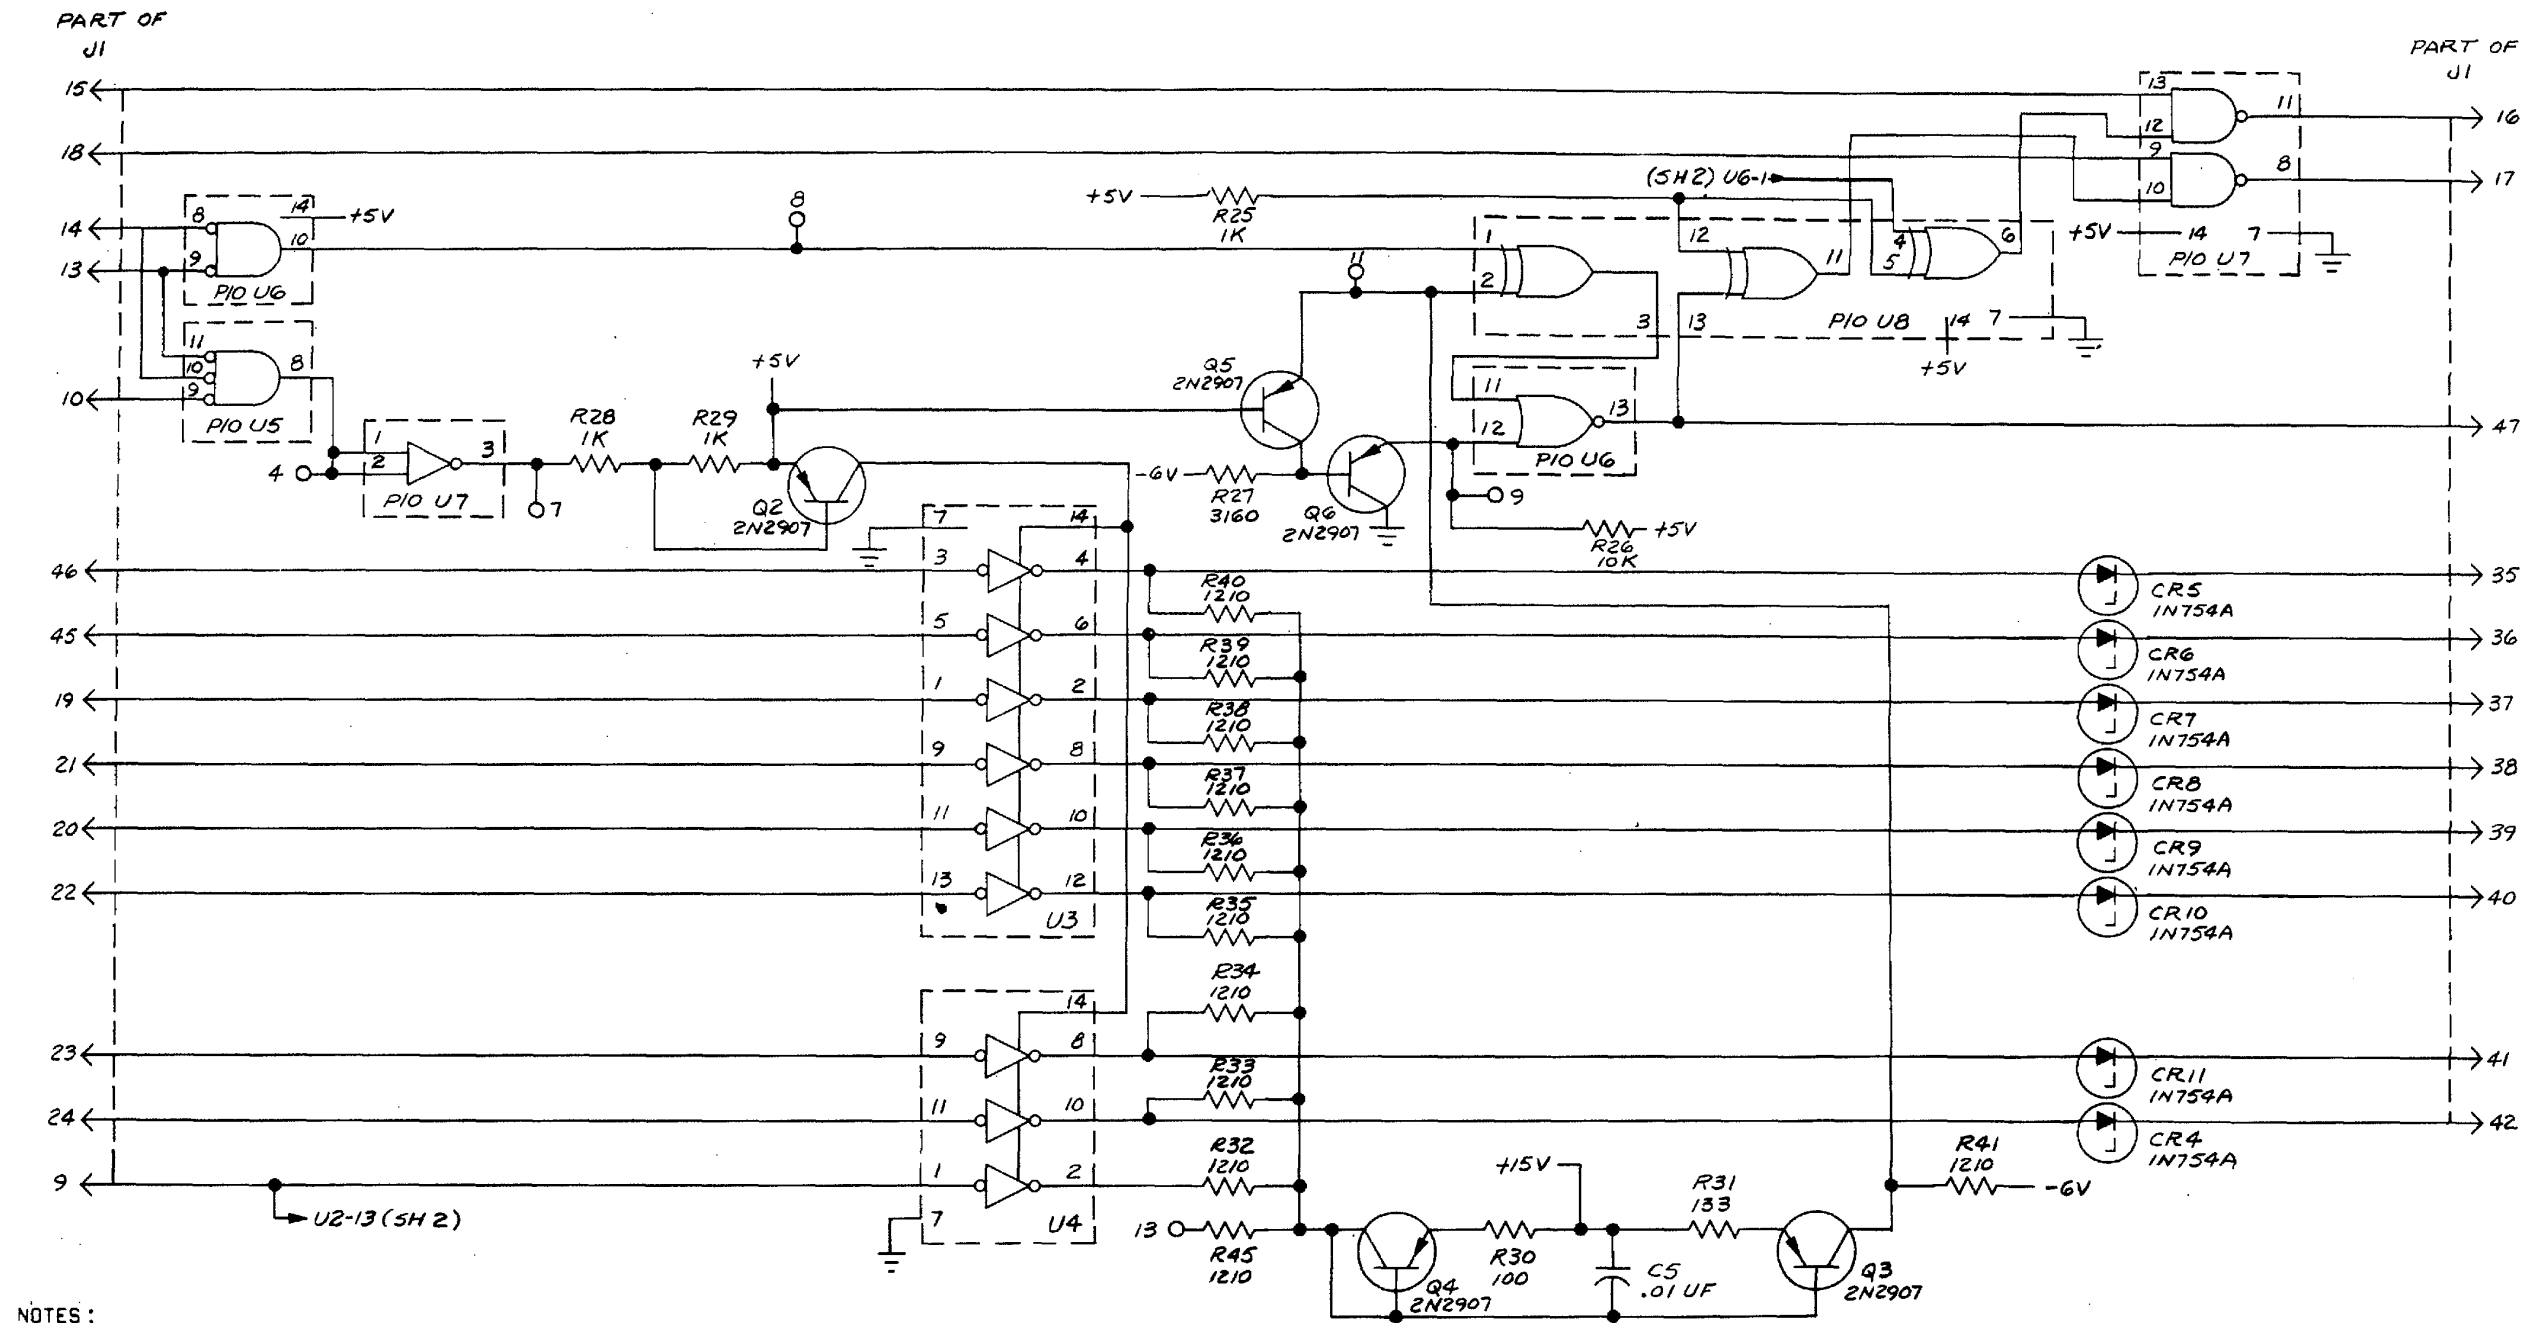 PART OF
J1
PART OF
J1
15
13
11
16
12
18
9
8
17
10
(SH 2) U6-1
+5V
R25
1K
14
8
14
+5V
10
8
13
9
P/O U6
1
2
3
12
11
13
4
5
6
P/O U8
14
7
+5V
+5V
14
7
P/O U7
11
11
10
9
8
10
P/O U5
+5V
Q5
2N2907
11
12
13
P/O U6
47
R28
1K
R29
1K
1
2
3
4
P/O U7
7
Q2
2N2907
-6V
R27
3160
Q6
2N2907
9
R26
10K
+5V
7
14
46
3
4
R40
1210
CR5
1N754A
35
45
5
6
R39
1210
CR6
1N754A
36
19
1
2
R38
1210
CR7
1N754A
37
21
9
8
R37
1210
CR8
1N754A
38
20
11
10
R36
1210
CR9
1N754A
39
22
13
12
U3
R35
1210
CR10
1N754A
40
14
R34
1210
23
9
8
CR11
1N754A
41
R33
1210
24
11
10
CR4
1N754A
42
9
1
2
R32
1210
+15V
R31
133
R41
1210
-6V
U2-13 (SH 2)
7
U4
13
R45
1210
Q4
2N2907
R30
100
C5
.01 UF
Q3
2N2907
NOTES: